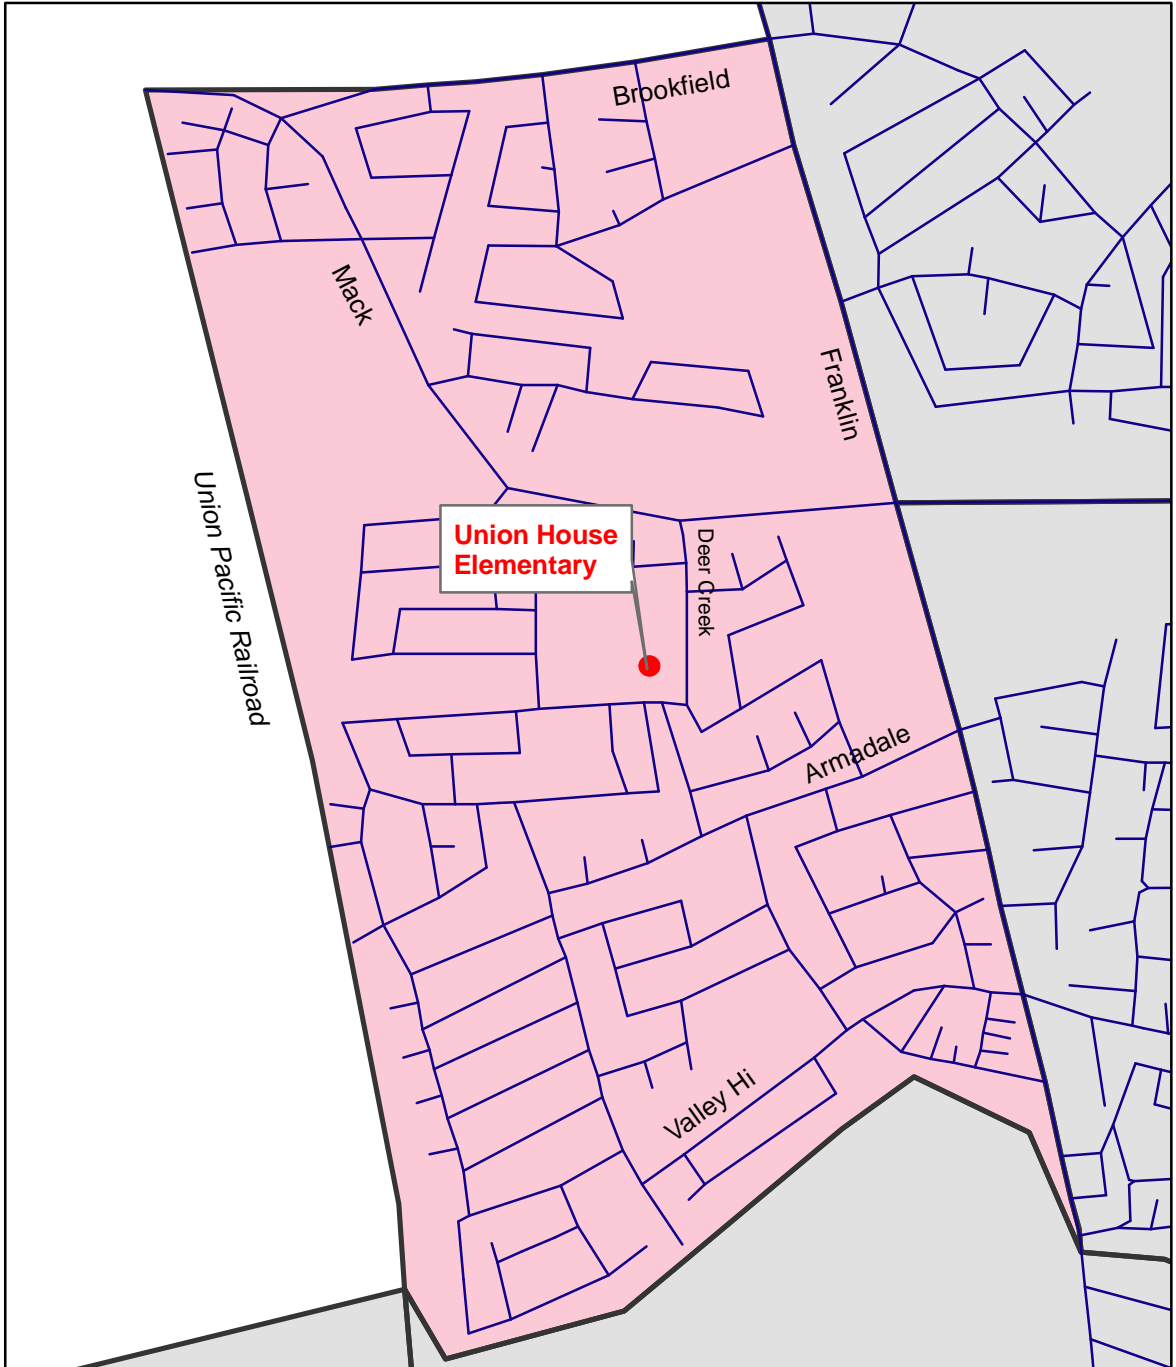 Brookfield
Mack
Franklin
Union Pacific Railroad
Union House
Elementary
Deer Creek
Armadale
Valley Hi